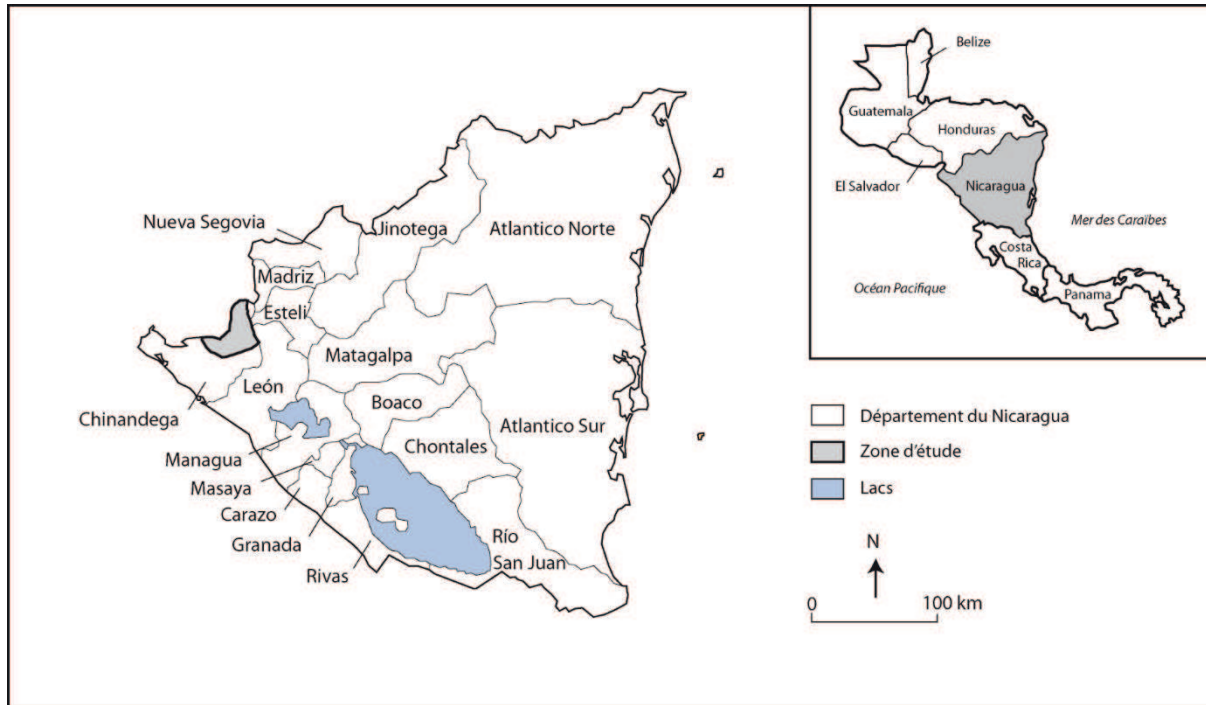 Nueva Segovia
Jinotega
Atlantico Norte
Madriz
Esteli
Matagalpa
León
Chinandega
Boaco
Atlantico Sur
Chontales
Managua
Masaya
Carazo
Granada
Río
San Juan
Rivas
Belize
Guatemala
Honduras
El Salvador
Nicaragua
Mer des Caraïbes
Costa
Rica
Océan Pacifique
Panama
Département du Nicaragua
Zone d'étude
Lacs
N
0 100 km